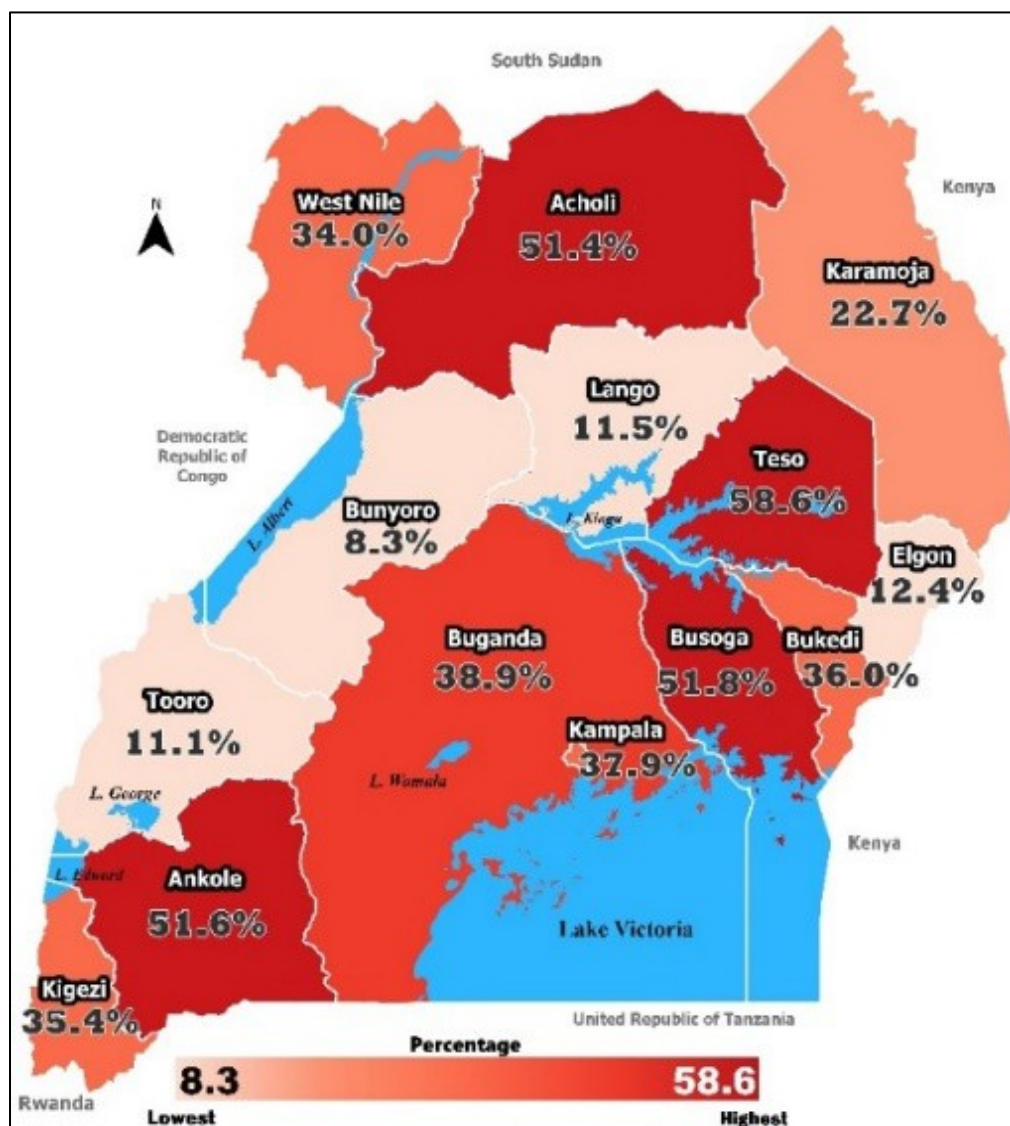 South Sudan
N
West Nile
34.0%
Acholi
51.4%
Kenya
Karamoja
22.7%
Lango
11.5%
Democratic
Republic of
Congo
Teso
58.6%
L. Albert
Bunyoro
8.3%
L. Kiogu
Elgon
12.4%
Buganda
38.9%
Busoga
51.8%
Bukedi
36.0%
Tooro
11.1%
Kampala
37.9%
L. Wamala
L. George
Kenya
L. Edward
Ankole
51.6%
Lake Victoria
Kigezi
35.4%
United Republic of Tanzania
Percentage
8.3
58.6
Rwanda
Lowest
Highest